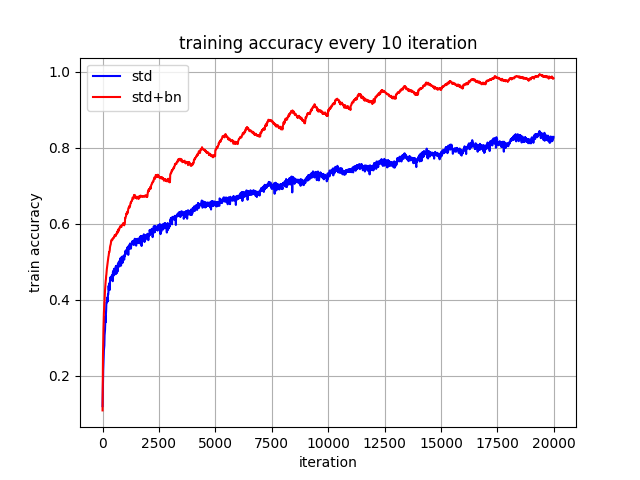 training accuracy every 10 iteration
std
std+bn
1.0
0.8
0.6
0.4
0.2
train accuracy
0
2500
5000
7500
10000
12500
15000
17500
20000
iteration